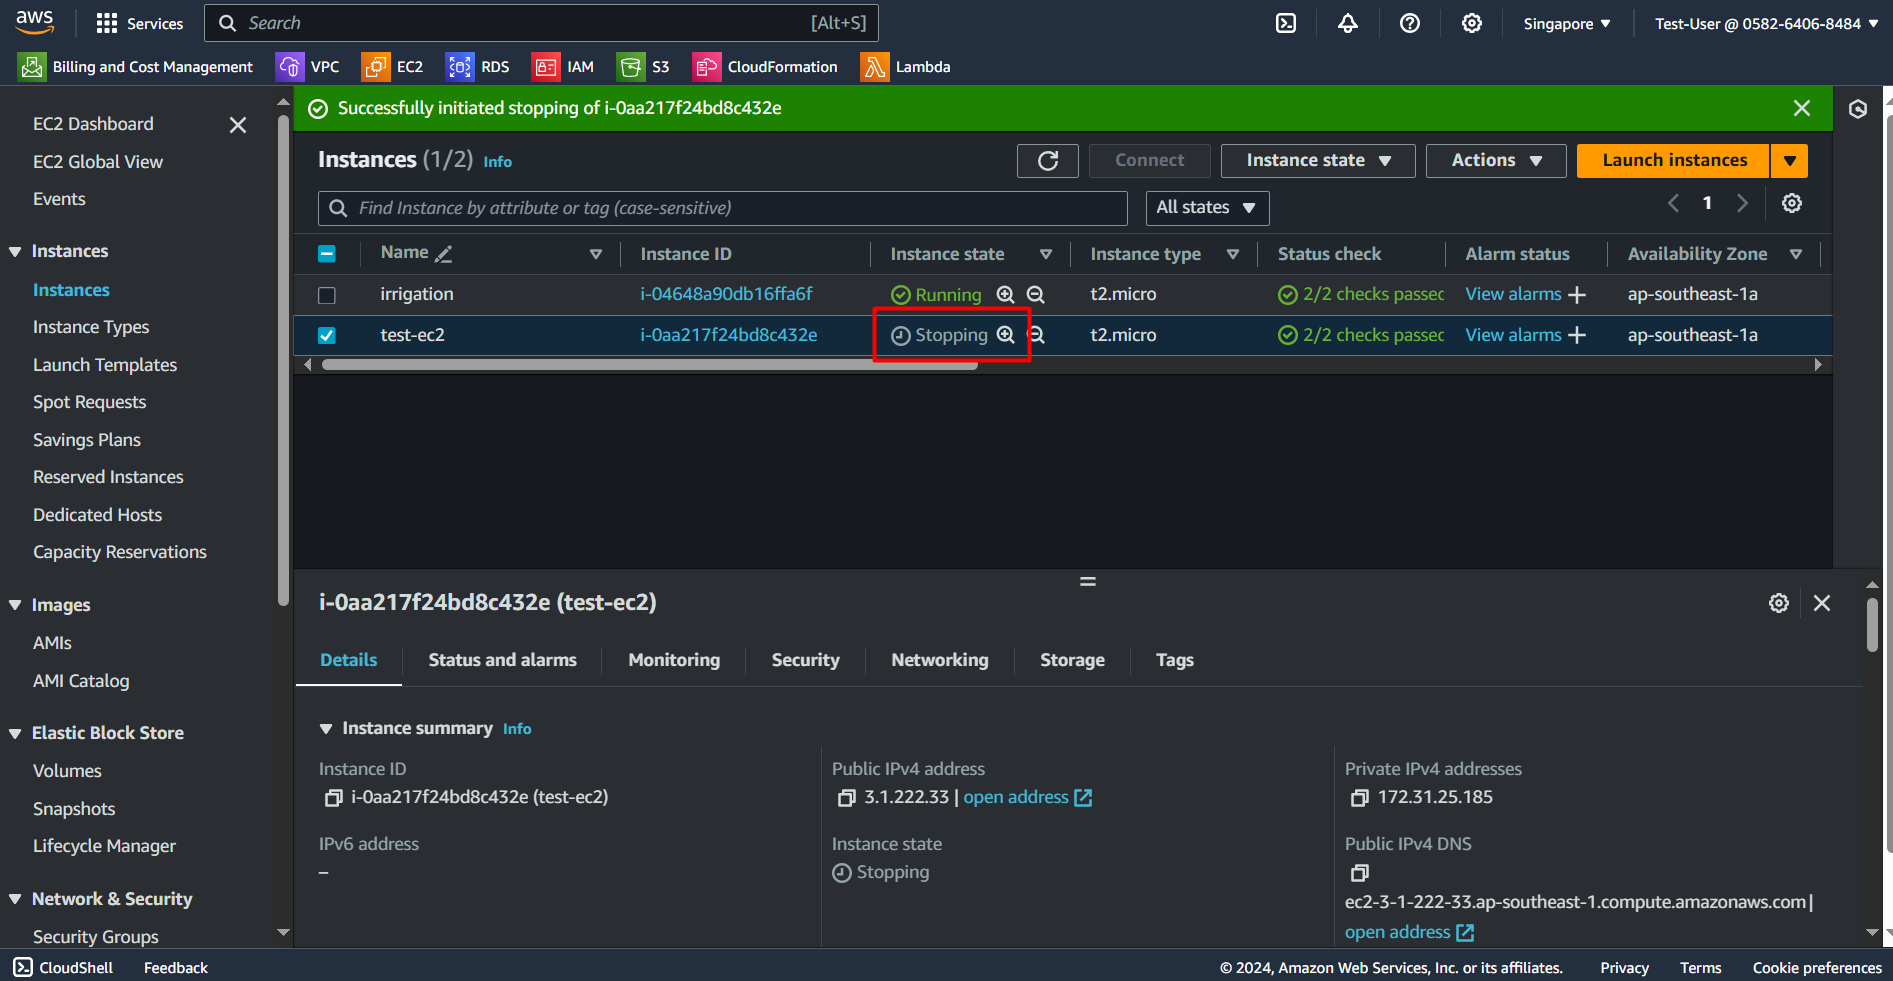 aws
Services
Search
[Alt+S]
Singapore
Test-User @ 0582-6406-8484
Billing and Cost Management
VPC
EC2
RDS
IAM
S3
CloudFormation
Lambda
EC2 Dashboard
EC2 Global View
Events
Instances
Instances
Instance Types
Launch Templates
Spot Requests
Savings Plans
Reserved Instances
Dedicated Hosts
Capacity Reservations
Images
AMIs
AMI Catalog
Elastic Block Store
Volumes
Snapshots
Lifecycle Manager
Network & Security
Security Groups
Successfully initiated stopping of i-0aa217f24bd8c432e
Instances (1/2) Info
Connect
Instance state
Actions
Launch instances
Find Instance by attribute or tag (case-sensitive)
All states
1
Name
Instance ID
Instance state
Instance type
Status check
Alarm status
Availability Zone
irrigation
i-04648a90db16ffa6f
Running
t2.micro
2/2 checks passec
View alarms
ap-southeast-1a
test-ec2
i-0aa217f24bd8c432e
Stopping
t2.micro
2/2 checks passec
View alarms
ap-southeast-1a
i-0aa217f24bd8c432e (test-ec2)
Details
Status and alarms
Monitoring
Security
Networking
Storage
Tags
Instance summary Info
Instance ID
i-0aa217f24bd8c432e (test-ec2)
Public IPv4 address
3.1.222.33 | open address
Private IPv4 addresses
172.31.25.185
IPv6 address
–
Instance state
Stopping
Public IPv4 DNS
ec2-3-1-222-33.ap-southeast-1.compute.amazonaws.com |
open address
CloudShell
Feedback
© 2024, Amazon Web Services, Inc. or its affiliates.
Privacy
Terms
Cookie preferences